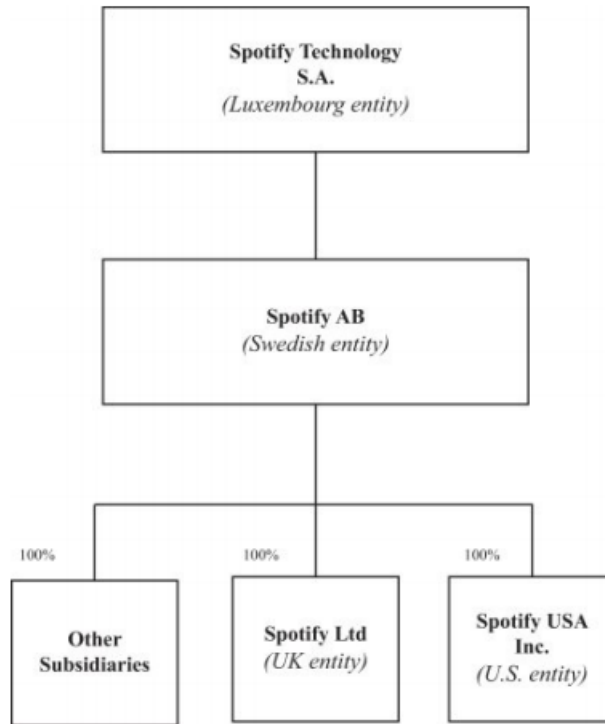 Spotify Technology
S.A.
(Luxembourg entity)
Spotify AB
(Swedish entity)
100%
100%
100%
Other
Subsidiaries
Spotify Ltd
(UK entity)
Spotify USA
Inc.
(U.S. entity)